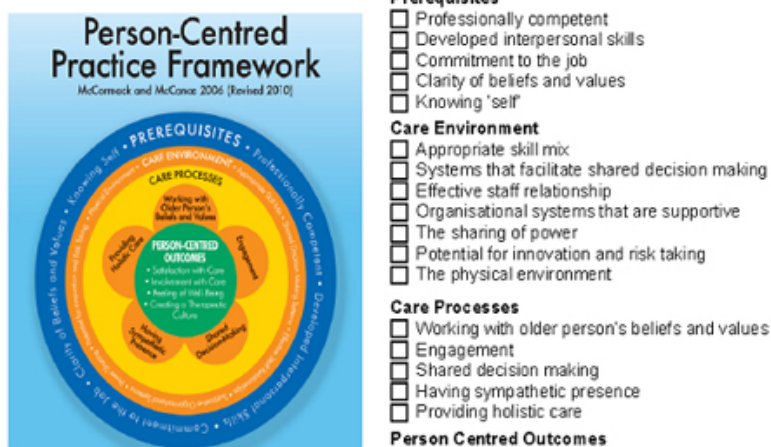 Person-Centred
Practice Framework
McCormack and McCance 2006 (Revised 2010)
PREREQUISITES • Professionally Competent • Developed Interpersonal Skills • Commitment to the Job • Clarity of Beliefs and Values • Knowing Self •
CARE ENVIRONMENT
CARE PROCESSES
Working with
Older Person's
Beliefs and Values
Engagement
Shared
Decision-Making
Having
Sympathetic
Presence
Providing
Holistic Care
PERSON-CENTRED
OUTCOMES
• Satisfaction with Care
• Involvement with Care
• Feeling of Well-Being
• Creating a Therapeutic
Culture
Prerequisites
Professionally competent
Developed interpersonal skills
Commitment to the job
Clarity of beliefs and values
Knowing 'self'
Care Environment
Appropriate skill mix
Systems that facilitate shared decision making
Effective staff relationship
Organisational systems that are supportive
The sharing of power
Potential for innovation and risk taking
The physical environment
Care Processes
Working with older person's beliefs and values
Engagement
Shared decision making
Having sympathetic presence
Providing holistic care
Person Centred Outcomes